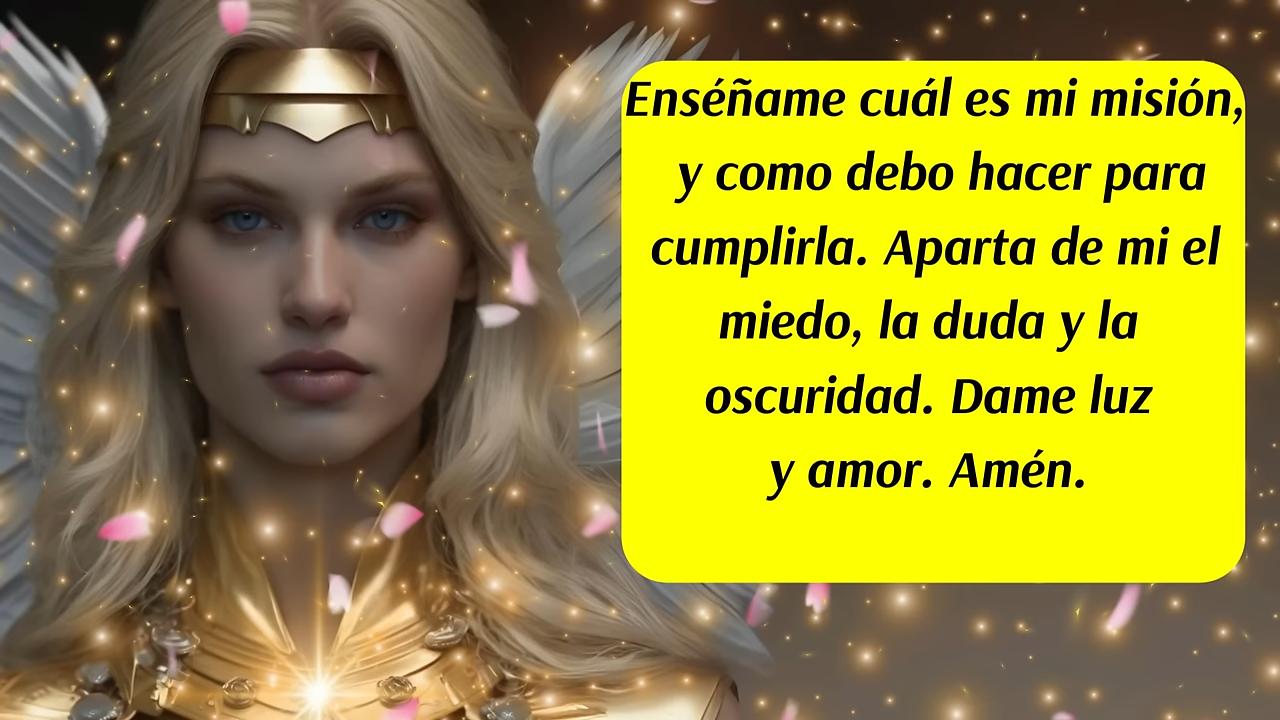 Enséñame cuál es mi misión,
y como debo hacer para
cumplirla. Aparta de mi el
miedo, la duda y la
oscuridad. Dame luz
y amor. Amén.